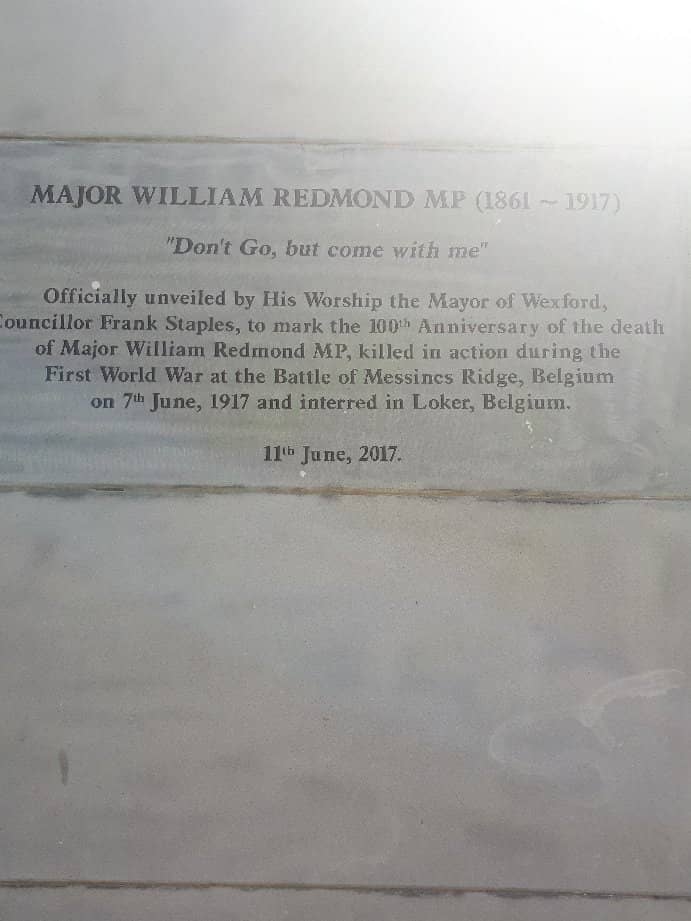 MAJOR WILLIAM REDMOND MP (1861 ~ 1917)
"Don't Go, but come with me"
Officially unveiled by His Worship the Mayor of Wexford,
Councillor Frank Staples, to mark the 100th Anniversary of the death
of Major William Redmond MP, killed in action during the
First World War at the Battle of Messines Ridge, Belgium
on 7th June, 1917 and interred in Loker, Belgium.
11th June, 2017.